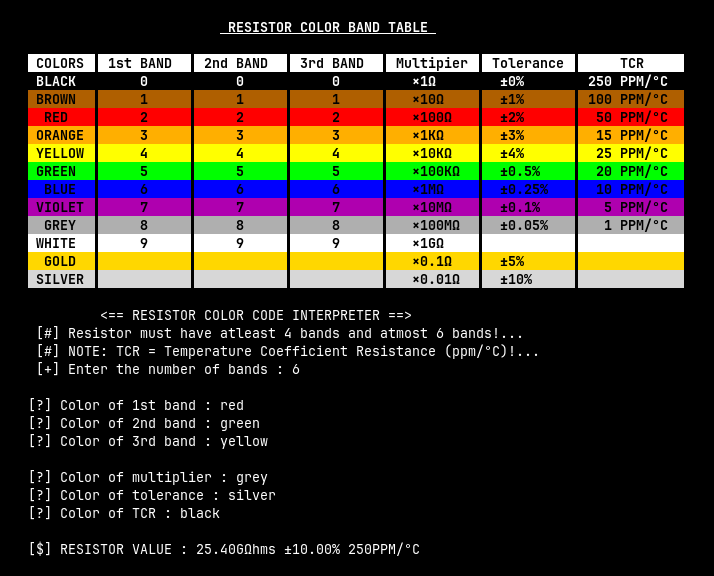 RESISTOR COLOR BAND TABLE
COLORS 1st BAND 2nd BAND 3rd BAND Multipier Tolerance TCR
BLACK 0 0 0 ×1Ω ±0% 250 PPM/°C
BROWN 1 1 1 ×10Ω ±1% 100 PPM/°C
RED 2 2 2 ×100Ω ±2% 50 PPM/°C
ORANGE 3 3 3 ×1KΩ ±3% 15 PPM/°C
YELLOW 4 4 4 ×10KΩ ±4% 25 PPM/°C
GREEN 5 5 5 ×100KΩ ±0.5% 20 PPM/°C
BLUE 6 6 6 ×1MΩ ±0.25% 10 PPM/°C
VIOLET 7 7 7 ×10MΩ ±0.1% 5 PPM/°C
GREY 8 8 8 ×100MΩ ±0.05% 1 PPM/°C
WHITE 9 9 9 ×1GΩ
GOLD ×0.1Ω ±5%
SILVER ×0.01Ω ±10%
<== RESISTOR COLOR CODE INTERPRETER ==>
[#] Resistor must have atleast 4 bands and atmost 6 bands!...
[#] NOTE: TCR = Temperature Coefficient Resistance (ppm/°C)!...
[+] Enter the number of bands : 6
[?] Color of 1st band : red
[?] Color of 2nd band : green
[?] Color of 3rd band : yellow
[?] Color of multiplier : grey
[?] Color of tolerance : silver
[?] Color of TCR : black
[$] RESISTOR VALUE : 25.40GΩhms ±10.00% 250PPM/°C